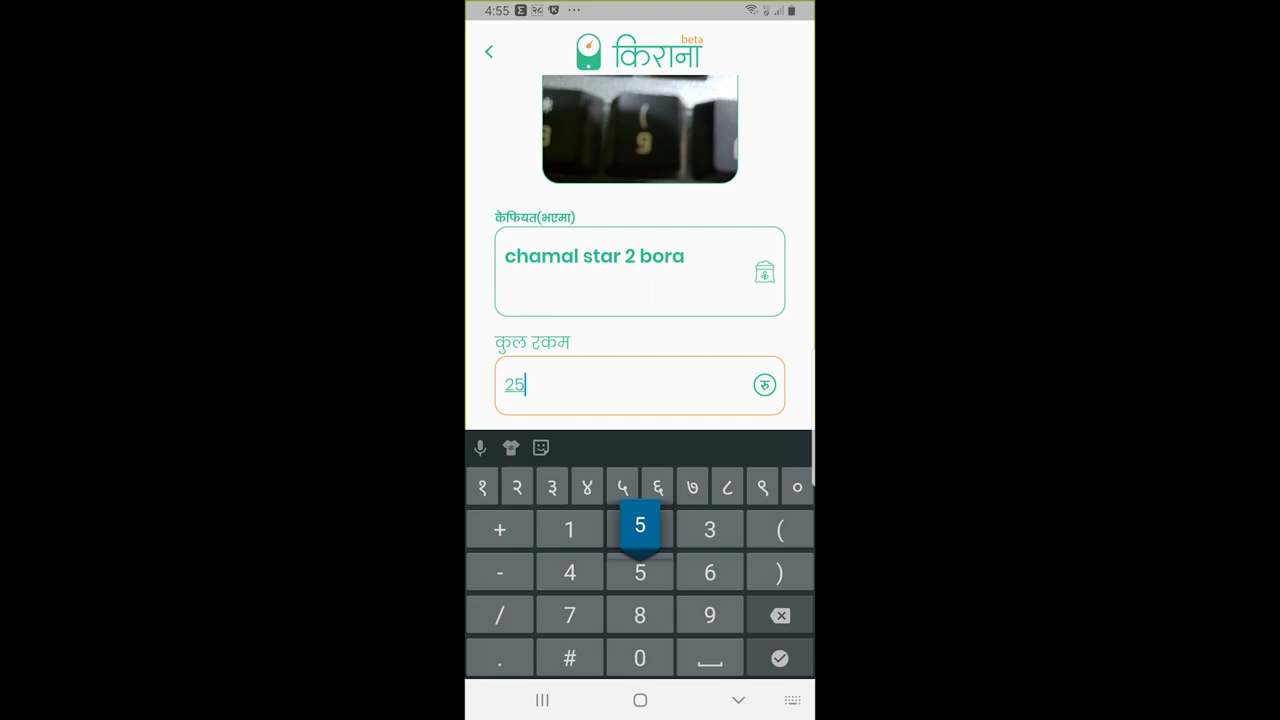 4:55
beta
किराना
(
9
कैफियत(भएमा)
chamal star 2 bora
कुल रकम
25
रु
१ २ ३ ४ ५ ६ ७ ८ ९ ०
5
+ 1 3 (
- 4 5 6 )
/ 7 8 9
. # 0